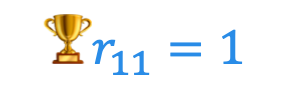 🏆r₁₁ = 1